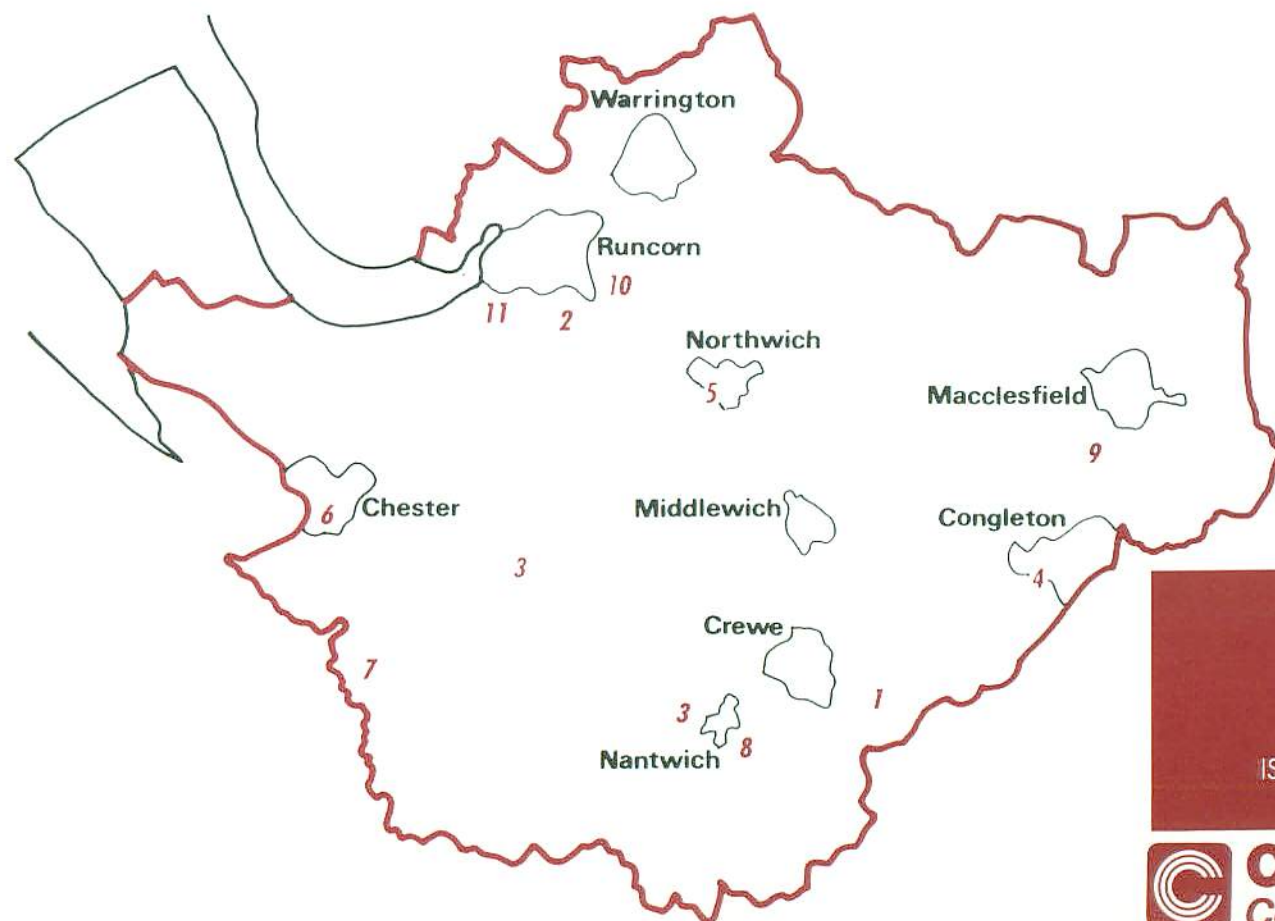 Warrington
Runcorn
10
11
2
Northwich
5
Macclesfield
9
Chester
6
Middlewich
Congleton
4
3
Crewe
7
1
3
8
Nantwich
IS
C
C